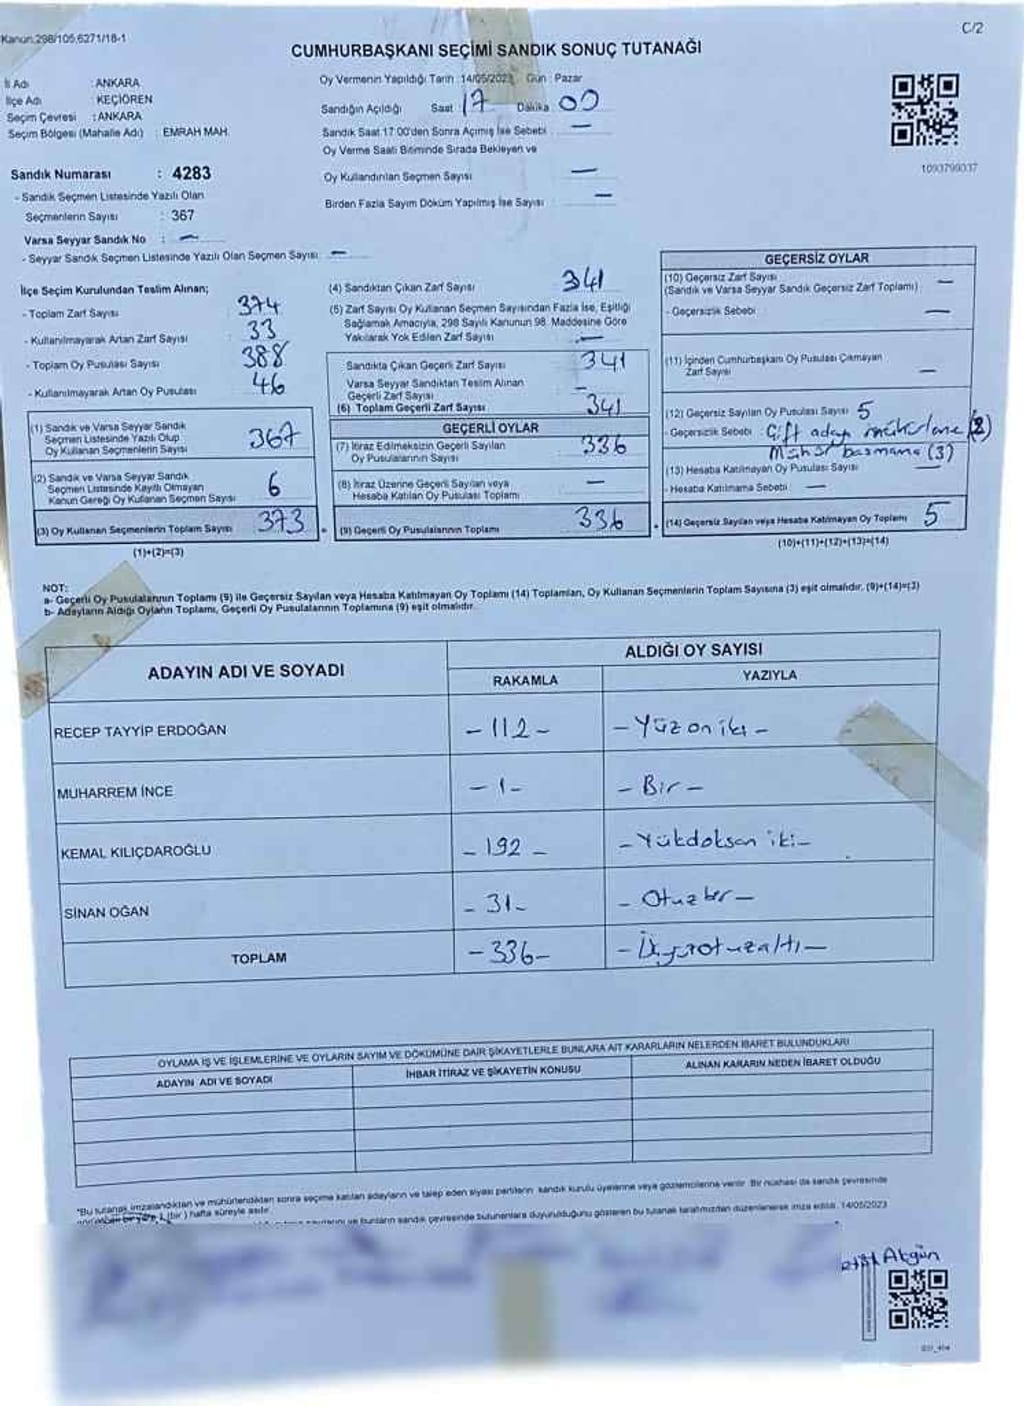 Kanun:298/105,6271/18-1
C/2
CUMHURBAŞKANI SEÇİMİ SANDIK SONUÇ TUTANAĞI
İl Adı : ANKARA
İlçe Adı : KEÇİÖREN
Seçim Çevresi : ANKARA
Seçim Bölgesi (Mahalle Adı) : EMRAH MAH.
Sandık Numarası : 4283
- Sandık Seçmen Listesinde Yazılı Olan
Seçmenlerin Sayısı : 367
Varsa Seyyar Sandık No : —
- Seyyar Sandık Seçmen Listesinde Yazılı Olan Seçmen Sayısı: —
Oy Vermenin Yapıldığı Tarih : 14/05/2023 Gün : Pazar
Sandığın Açıldığı Saat : 17 Dakika 00
Sandık Saat 17:00'den Sonra Açılmış İse Sebebi : —
Oy Verme Saati Bitiminde Sırada Bekleyen ve
Oy Kullandırılan Seçmen Sayısı —
Birden Fazla Sayım Döküm Yapılmış İse Sayısı : —
1093799037
İlçe Seçim Kurulundan Teslim Alınan;
- Toplam Zarf Sayısı : 374
- Kullanılmayarak Artan Zarf Sayısı : 33
- Toplam Oy Pusulası Sayısı : 388
- Kullanılmayarak Artan Oy Pusulası : 46
(1) Sandık ve Varsa Seyyar Sandık
Seçmen Listesinde Yazılı Olup
Oy Kullanan Seçmenlerin Sayısı 367
(2) Sandık ve Varsa Seyyar Sandık
Seçmen Listesinde Kayıtlı Olmayan
Kanun Gereği Oy Kullanan Seçmen Sayısı 6
(3) Oy Kullanan Seçmenlerin Toplam Sayısı 373
(1)+(2)=(3)
(4) Sandıktan Çıkan Zarf Sayısı 341
(5) Zarf Sayısı Oy Kullanan Seçmen Sayısından Fazla İse, Eşitliği
Sağlamak Amacıyla, 298 Sayılı Kanunun 98. Maddesine Göre
Yakılarak Yok Edilen Zarf Sayısı : —
Sandıkta Çıkan Geçerli Zarf Sayısı 341
Varsa Seyyar Sandıktan Teslim Alınan
Geçerli Zarf Sayısı —
(6) Toplam Geçerli Zarf Sayısı 341
GEÇERLİ OYLAR
(7) İtiraz Edilmeksizin Geçerli Sayılan
Oy Pusulalarının Sayısı 336
(8) İtiraz Üzerine Geçerli Sayılan veya
Hesaba Katılan Oy Pusulası Toplamı —
(9) Geçerli Oy Pusulalarının Toplamı 336
GEÇERSİZ OYLAR
(10) Geçersiz Zarf Sayısı
(Sandık ve Varsa Seyyar Sandık Geçersiz Zarf Toplamı) —
- Geçersizlik Sebebi : —
(11) İçinden Cumhurbaşkanı Oy Pusulası Çıkmayan
Zarf Sayısı —
(12) Geçersiz Sayılan Oy Pusulası Sayısı 5
- Geçersizlik Sebebi : Çift aday mühürleme (2)
Mühür basmama (3)
(13) Hesaba Katılmayan Oy Pusulası Sayısı —
- Hesaba Katılmama Sebebi : —
(14) Geçersiz Sayılan veya Hesaba Katılmayan Oy Toplamı 5
(10)+(11)+(12)+(13)=(14)
NOT:
a- Geçerli Oy Pusulalarının Toplamı (9) ile Geçersiz Sayılan veya Hesaba Katılmayan Oy Toplamı (14) Toplamları, Oy Kullanan Seçmenlerin Toplam Sayısına (3) eşit olmalıdır. (9)+(14)=(3)
b- Adayların Aldığı Oyların Toplamı, Geçerli Oy Pusulalarının Toplamına (9) eşit olmalıdır.
ADAYIN ADI VE SOYADI
ALDIĞI OY SAYISI
RAKAMLA YAZIYLA
RECEP TAYYİP ERDOĞAN - 112 - - Yüzoniki -
MUHARREM İNCE - 1 - - Bir -
KEMAL KILIÇDAROĞLU - 192 - - Yükdoksan iki -
SİNAN OĞAN - 31 - - Otuzbir -
TOPLAM - 336 - - Üçyüzotuzaltı -
OYLAMA İŞ VE İŞLEMLERİNE VE OYLARIN SAYIM VE DÖKÜMÜNE DAİR ŞİKAYETLERLE BUNLARA AİT KARARLARIN NELERDEN İBARET BULUNDUKLARI
ADAYIN ADI VE SOYADI İHBAR İTİRAZ VE ŞİKAYETİN KONUSU ALINAN KARARIN NEDEN İBARET OLDUĞU
*Bu tutanak imzalandıktan ve mühürlendikten sonra seçime katılan adayların ve talep eden siyasi partilerin sandık kurulu üyelerine veya gözlemcilerine verilir. Bir nüshası da sandık çevresinde
(bir) hafta süreyle asılır.
bunların sandık çevresinde bulunanlara duyurulduğunu gösteren bu tutanak tarafımızdan düzenlenerek imza edildi. 14/05/2023
Akgün